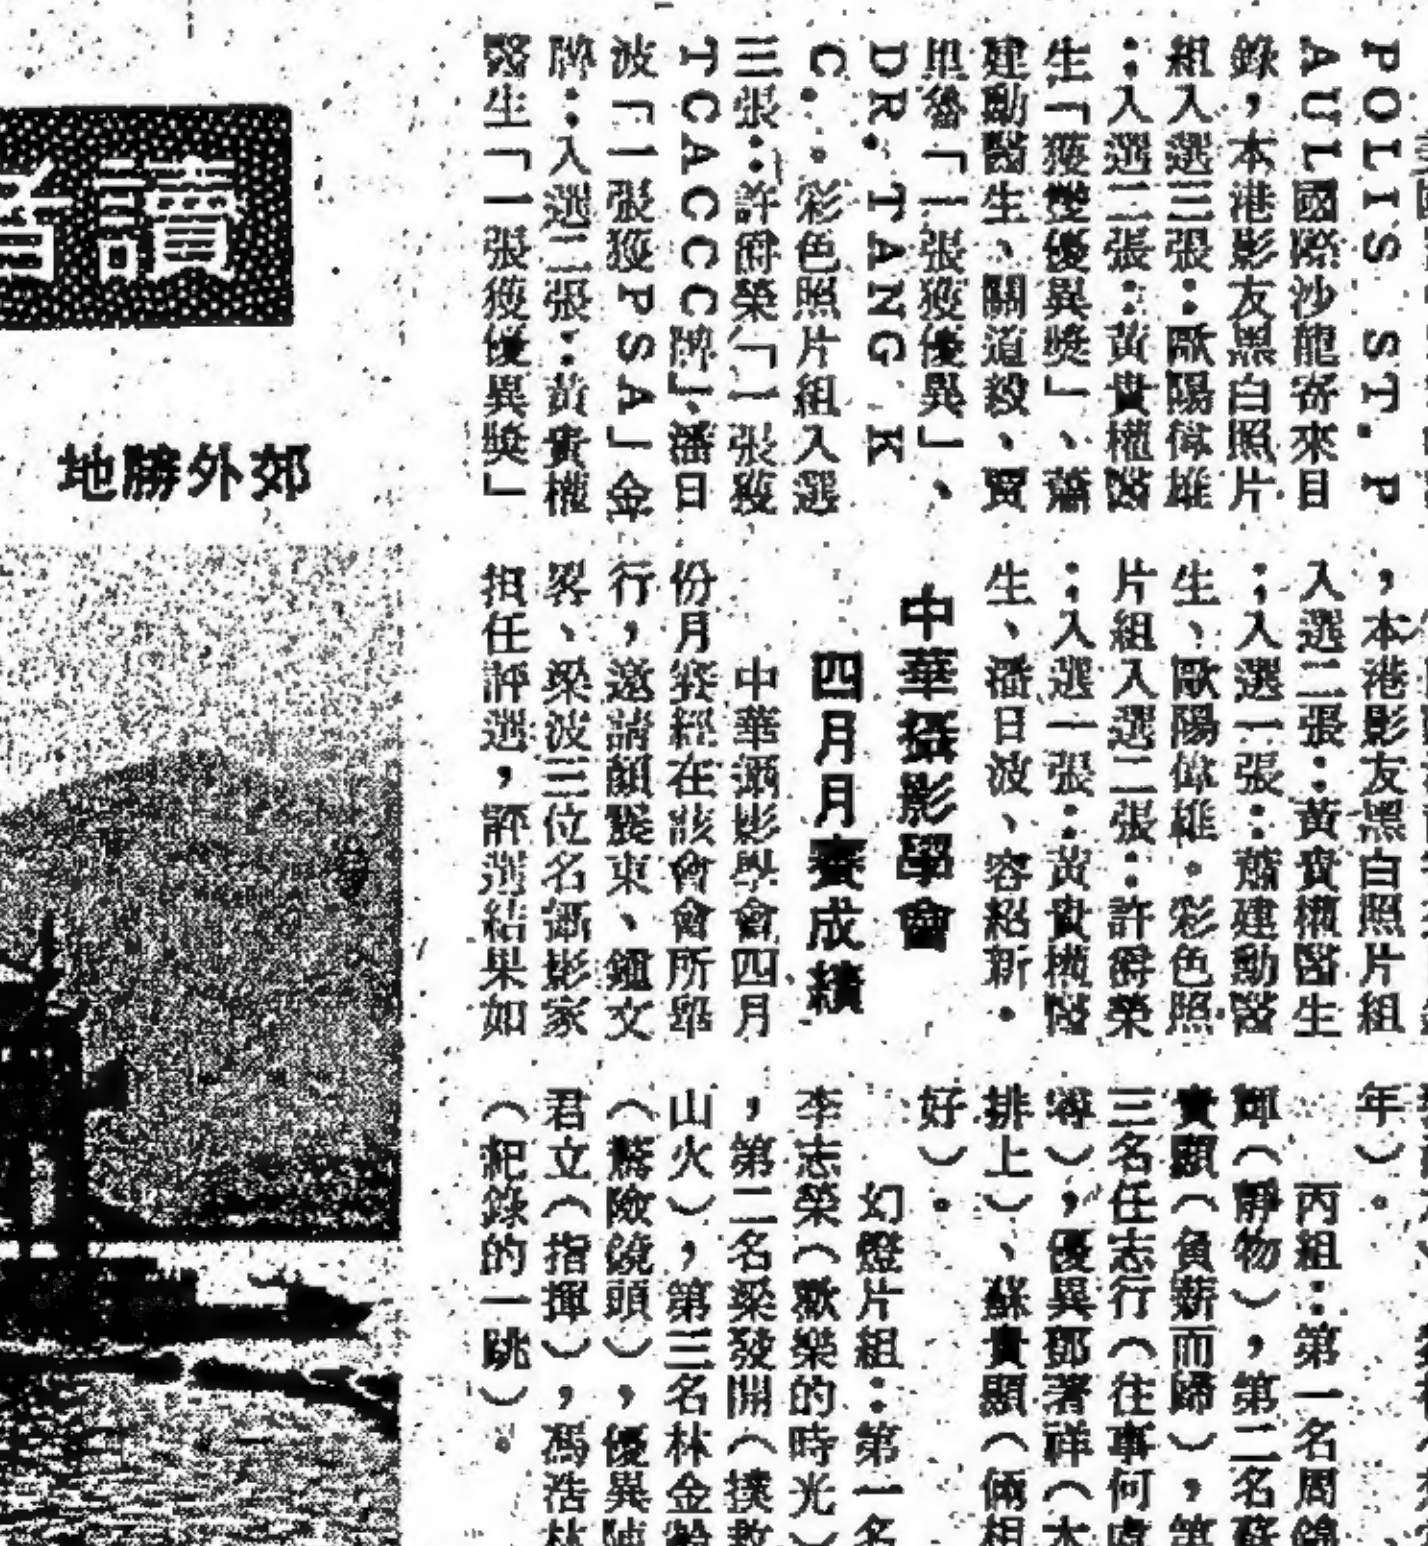 POLIS ST. P
AUL國際沙龍寄來目
錄，本港影友黑白照片
組入選三張：歐陽偉雄
；入選二張：黃貴權醫
生「獲雙優異獎」、蕭
建勳醫生、關道毅、賈
里籥「一張獲優異」，
DR. TANG K
C.。彩色照片組入選
三張：許爵榮「一張獲
TCACCC牌」、潘日
波「一張獲PSA」金
牌；入選二張：黃貴權
醫生「一張獲優異獎」
，本港影友黑白照片組
入選二張：黃貴權醫生
；入選一張：蕭建勳醫
生、歐陽偉雄。彩色照
片組入選二張：許爵榮
；入選一張：黃貴權醫
生、潘日波、容紹新。
中華攝影學會
四月月賽成績
中華攝影學會四月
份月賽經在該會會所舉
行，邀請顏震東、鍾文
畧、梁波三位名攝影家
担任評選，評選結果如
年）。
丙組：第一名周錦
輝（靜物），第二名蘇
貴顯（負薪而歸），第
三名任志行（往事何處
尋），優異鄧著祥（木
排上）、蘇貴顯（倆相
好）。
幻燈片組：第一名
李志榮（歡樂的時光）
，第二名梁發開（撲救
山火），第三名林金
（驚險鏡頭），優異陳
君立（指揮），馮浩林
（紀錄的一跳）。
讀者
郊外勝地